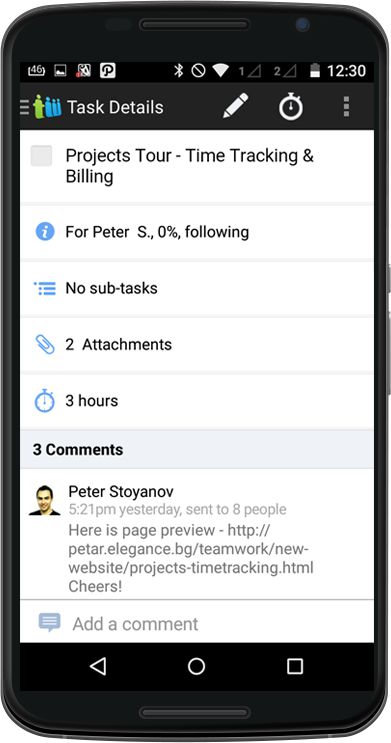 46 1 2 12:30
Task Details
Projects Tour - Time Tracking &
Billing
For Peter S., 0%, following
No sub-tasks
2 Attachments
3 hours
3 Comments
Peter Stoyanov
5:21pm yesterday, sent to 8 people
Here is page preview - http://
petar.elegance.bg/teamwork/new-
website/projects-timetracking.html
Cheers!
Add a comment